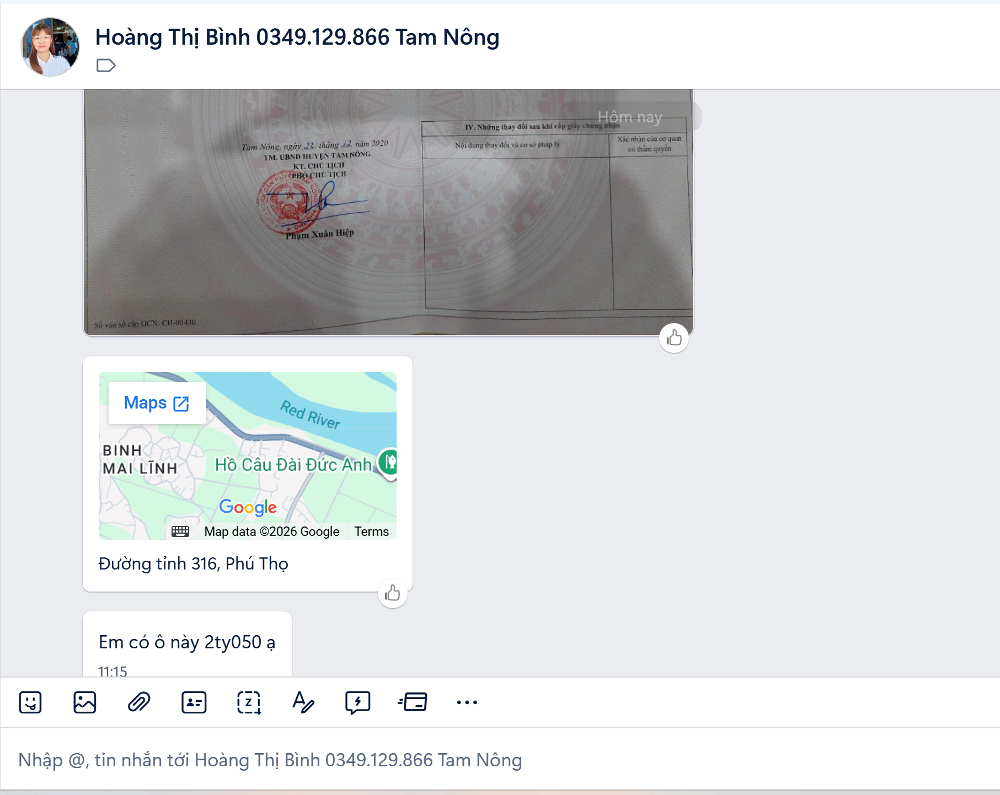 Hoàng Thị Bình 0349.129.866 Tam Nông
Hôm nay
Tam Nông, ngày 23. tháng 12. năm 2020
TM. UBND HUYỆN TAM NÔNG
KT. CHỦ TỊCH
PHÓ CHỦ TỊCH
Phạm Xuân Hiệp
IV. Những thay đổi sau khi cấp giấy chứng nhận
Nội dung thay đổi và cơ sở pháp lý
Xác nhận của cơ quan
có thẩm quyền
Số vào sổ cấp GCN: CH-00430
Maps
Red River
BINH
MAI LĨNH
Hồ Câu Đài Đức Anh
Google
Map data ©2026 Google
Terms
Đường tỉnh 316, Phú Thọ
Em có ô này 2ty050 ạ
11:15
Nhập @, tin nhắn tới Hoàng Thị Bình 0349.129.866 Tam Nông